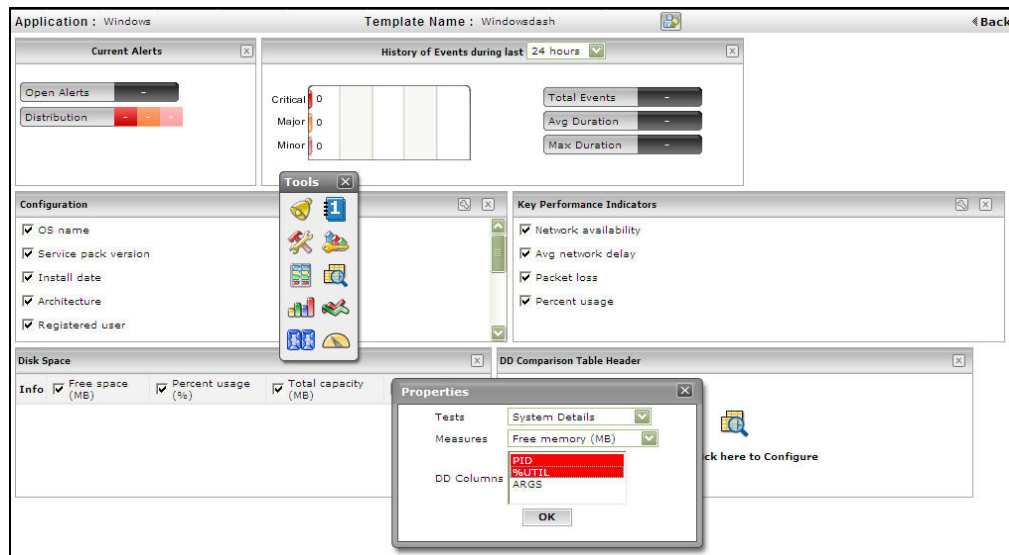 Application : Windows
Template Name : Windowsdash
Back
Current Alerts
History of Events during last 24 hours
Open Alerts -
Distribution - - -
Critical 0
Major 0
Minor 0
Total Events -
Avg Duration -
Max Duration -
Tools
1
Configuration
OS name
Service pack version
Install date
Architecture
Registered user
Key Performance Indicators
Network availability
Avg network delay
Packet loss
Percent usage
Disk Space
Info
Free space (MB)
Percent usage (%)
Total capacity (MB)
DD Comparison Table Header
ck here to Configure
Properties
Tests System Details
Measures Free memory (MB)
DD Columns
PID
%UTIL
ARGS
OK